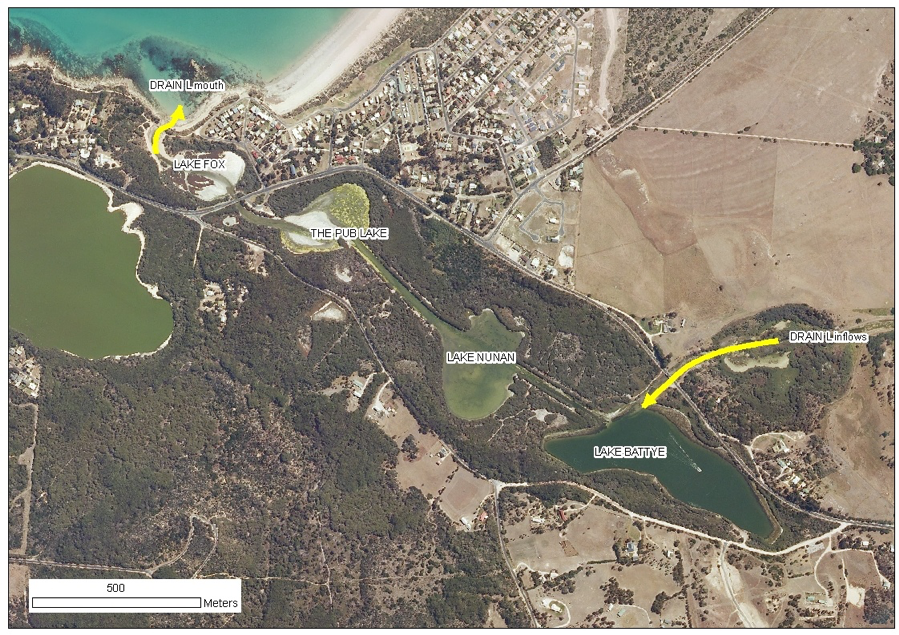 DRAIN L mouth
LAKE FOX
THE PUB LAKE
DRAIN L inflows
LAKE NUNAN
LAKE BATTYE
500
Meters